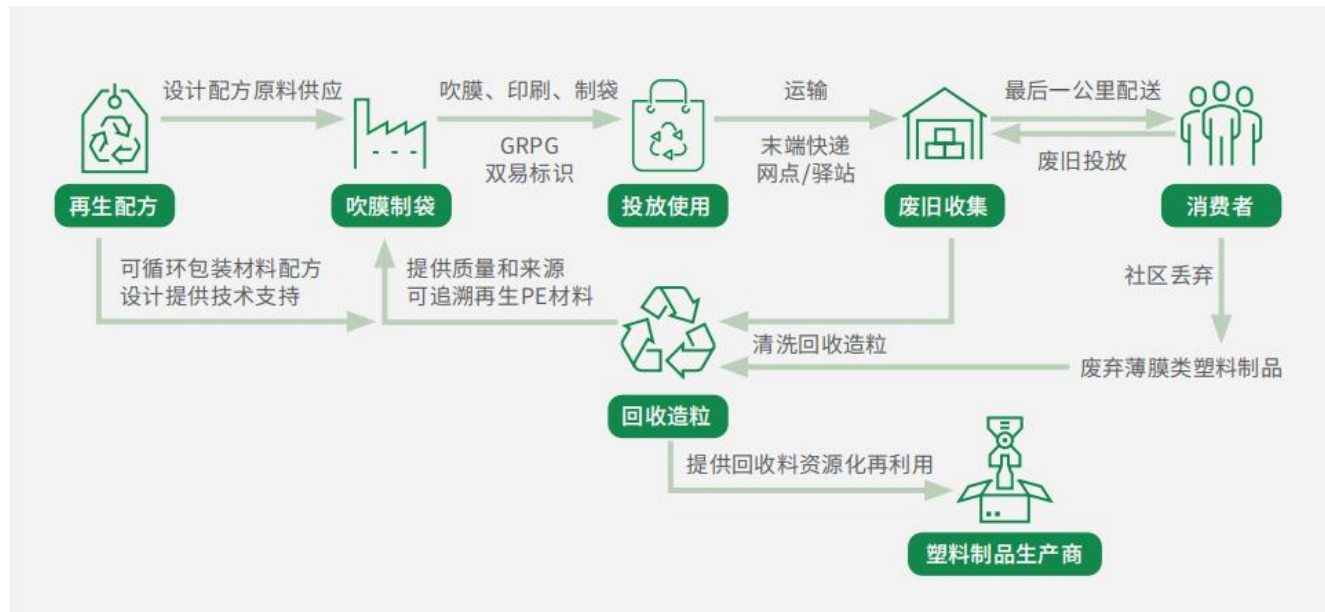 设计配方原料供应
吹膜、印刷、制袋
运输
最后一公里配送
GRPG
双易标识
末端快递
网点/驿站
废旧投放
再生配方
吹膜制袋
投放使用
废旧收集
消费者
可循环包装材料配方
设计提供技术支持
提供质量和来源
可追溯再生PE材料
社区丢弃
清洗回收造粒
废弃薄膜类塑料制品
回收造粒
提供回收料资源化再利用
塑料制品生产商